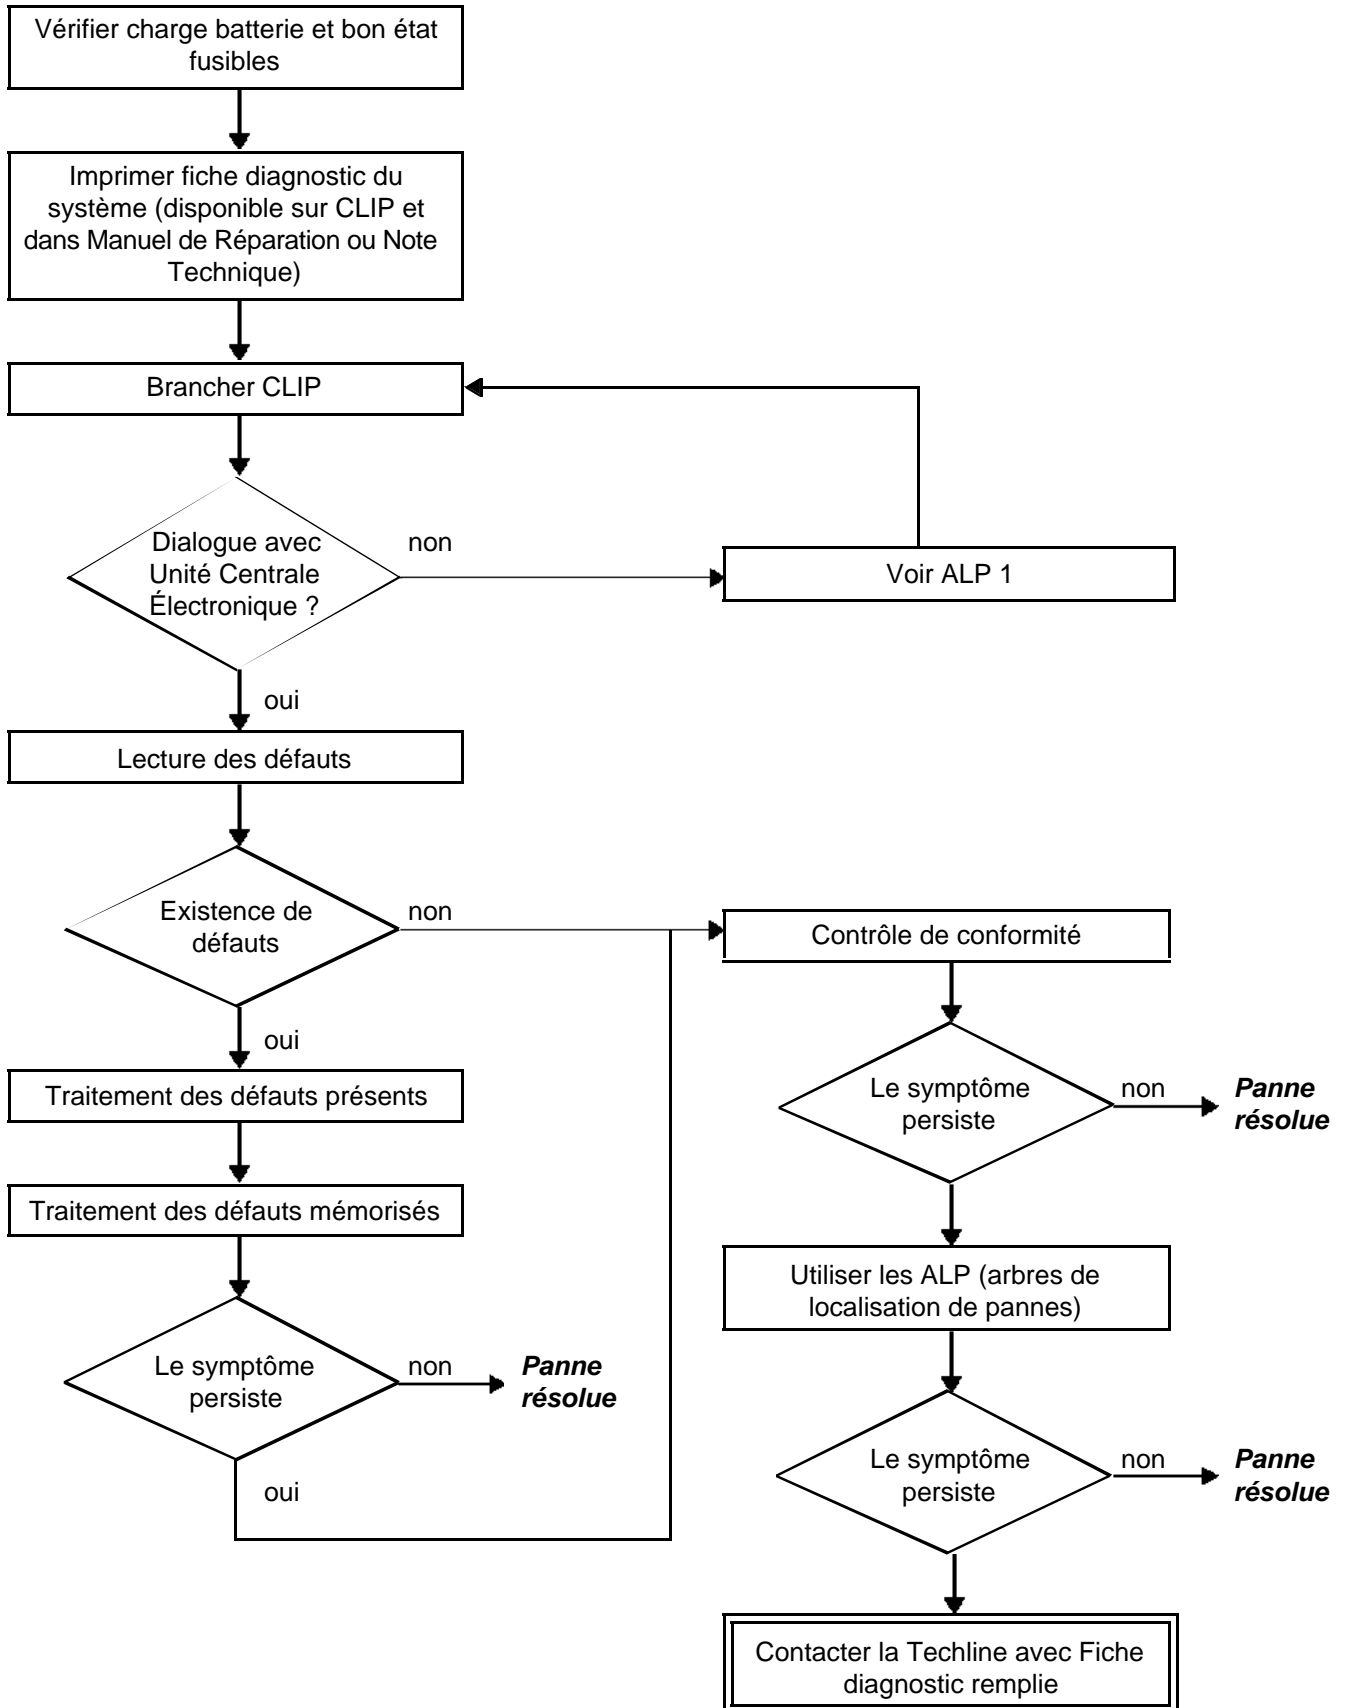 Vérifier charge batterie et bon état
fusibles
Imprimer fiche diagnostic du
système (disponible sur CLIP et
dans Manuel de Réparation ou Note
Technique)
Brancher CLIP
Dialogue avec
Unité Centrale
Électronique ?
non
Voir ALP 1
oui
Lecture des défauts
Existence de
défauts
non
Contrôle de conformité
oui
Traitement des défauts présents
Le symptôme
persiste
non
Panne
résolue
Traitement des défauts mémorisés
Utiliser les ALP (arbres de
localisation de pannes)
Le symptôme
persiste
non
Panne
résolue
oui
Le symptôme
persiste
non
Panne
résolue
Contacter la Techline avec Fiche
diagnostic remplie